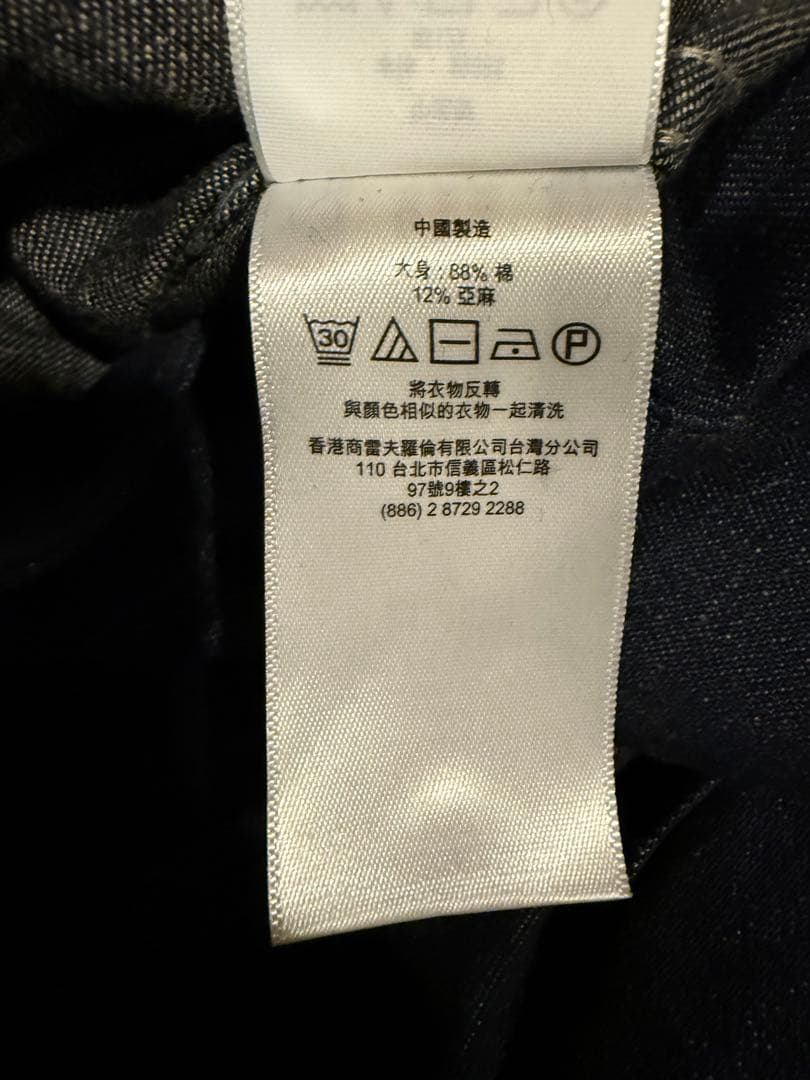 中國製造
大身：88% 棉
12% 亞麻
30
P
將衣物反轉
與顏色相似的衣物一起清洗
香港商雷夫羅倫有限公司台灣分公司
110 台北市信義區松仁路
97號9樓之2
(886) 2 8729 2288